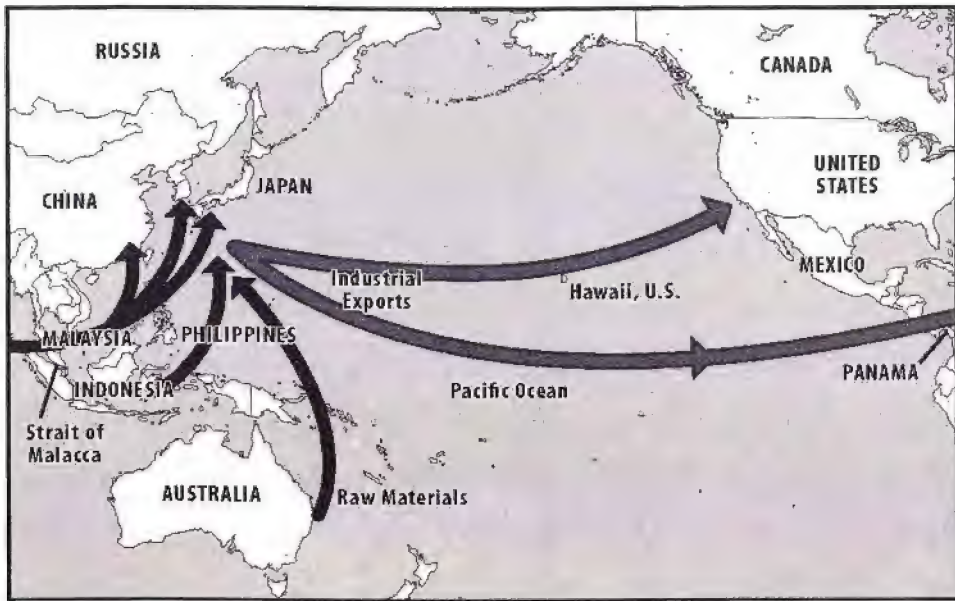 RUSSIA
CANADA
UNITED
STATES
CHINA
JAPAN
MEXICO
Industrial
Exports
Hawaii, U.S.
MALAYSIA
PHILIPPINES
PANAMA
INDONESIA
Pacific Ocean
Strait of
Malacca
AUSTRALIA
Raw Materials